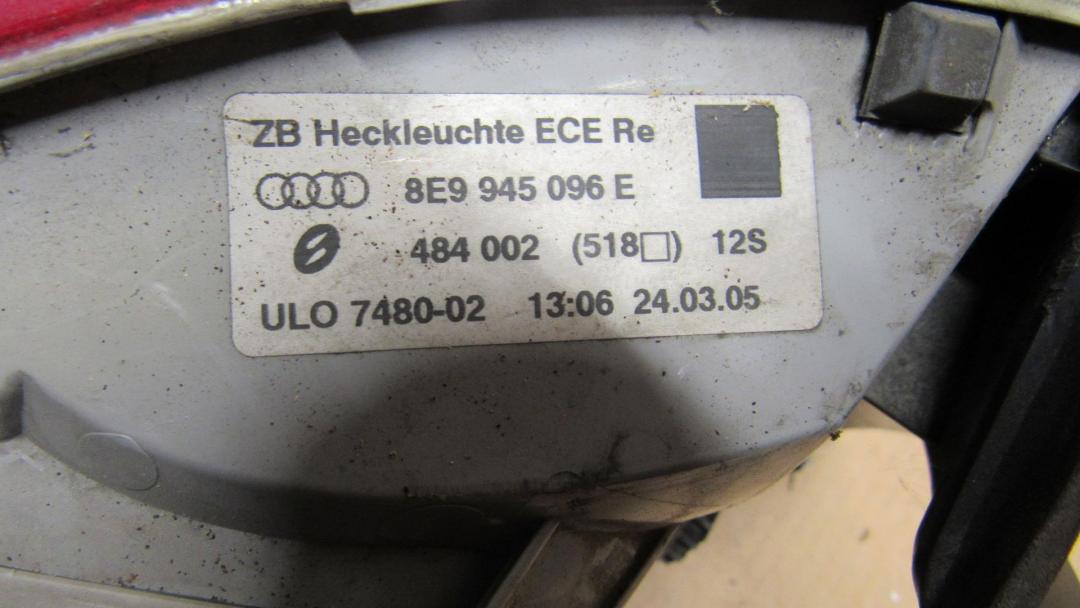 ZB Heckleuchte ECE Re
8E9 945 096 E
484 002 (518□) 12S
ULO 7480-02 13:06 24.03.05